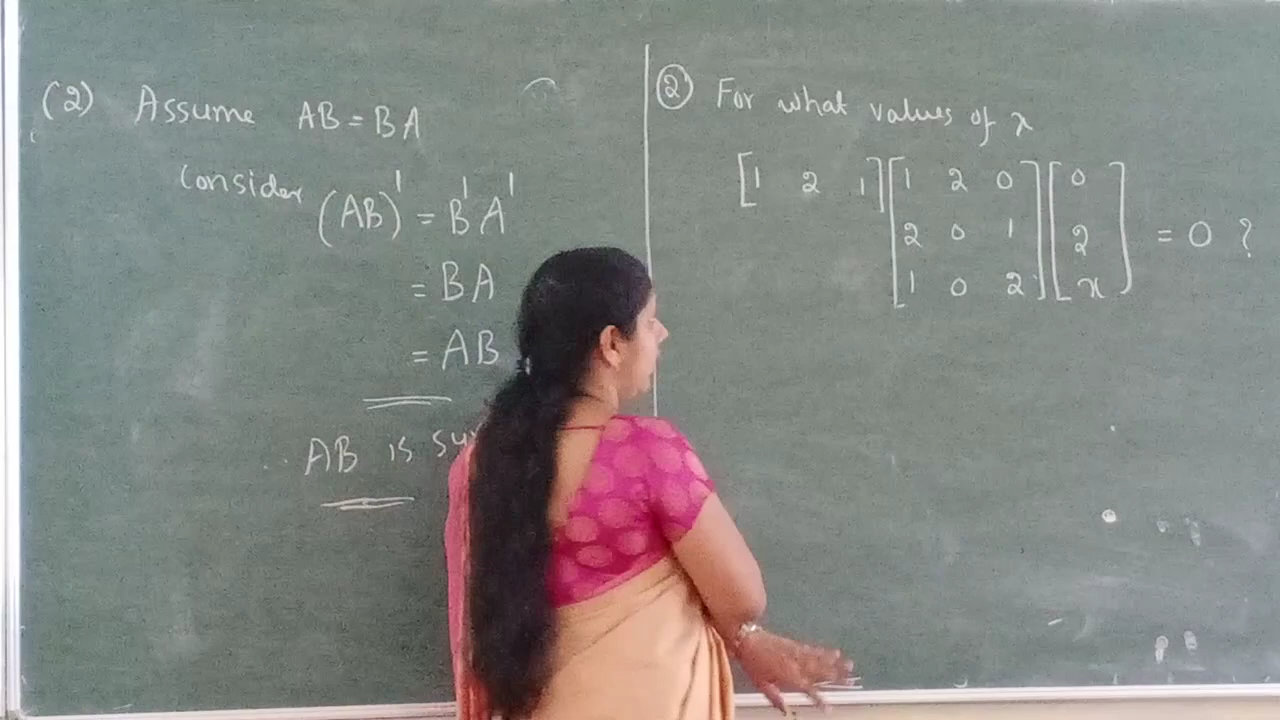 (2) Assume AB = BA
Consider (AB)' = B'A'
= BA
= AB
∴ AB is
② For what values of x
[1 2 1] [1 2 0] [0]
[2 0 1] [2] = 0 ?
[1 0 2] [x]